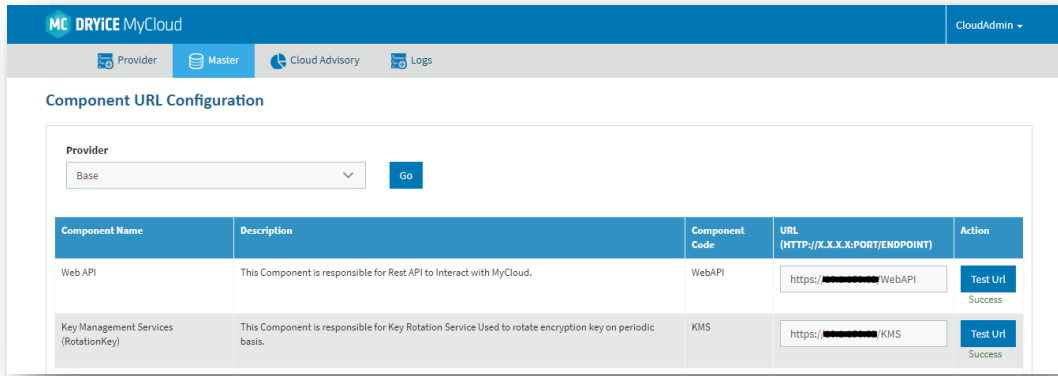 MC DRYiCE MyCloud
CloudAdmin
Provider
Master
Cloud Advisory
Logs
Component URL Configuration
Provider
Base
Go
Component Name
Description
Component
Code
URL
(HTTP://X.X.X.X:PORT/ENDPOINT)
Action
Web API
This Component is responsible for Rest API to Interact with MyCloud.
WebAPI
https:// /WebAPI
Test Url
Success
Key Management Services
(RotationKey)
This Component is responsible for Key Rotation Service Used to rotate encryption key on periodic
basis.
KMS
https:// /KMS
Test Url
Success